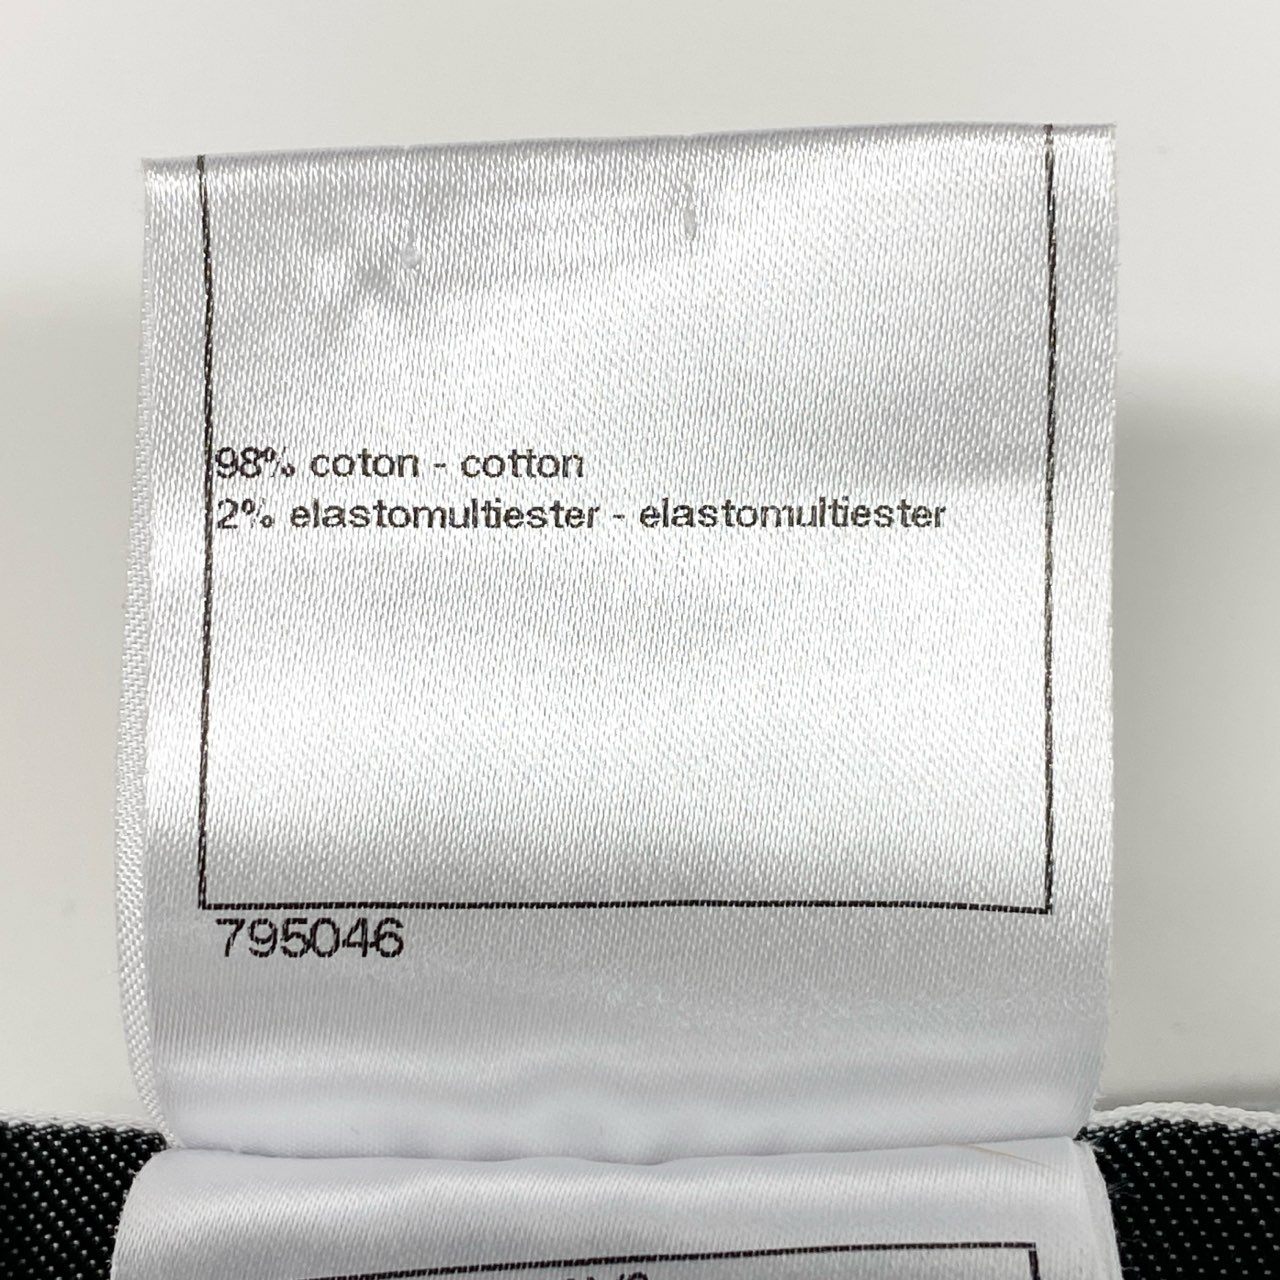 98% coton - cotton
2% elastomultiester - elastomultiester
795046